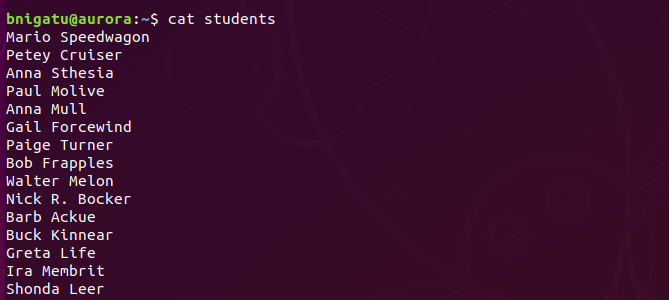 bnigatu@aurora:~$ cat students
Mario Speedwagon
Petey Cruiser
Anna Sthesia
Paul Molive
Anna Mull
Gail Forcewind
Paige Turner
Bob Frapples
Walter Melon
Nick R. Bocker
Barb Ackue
Buck Kinnear
Greta Life
Ira Membrit
Shonda Leer